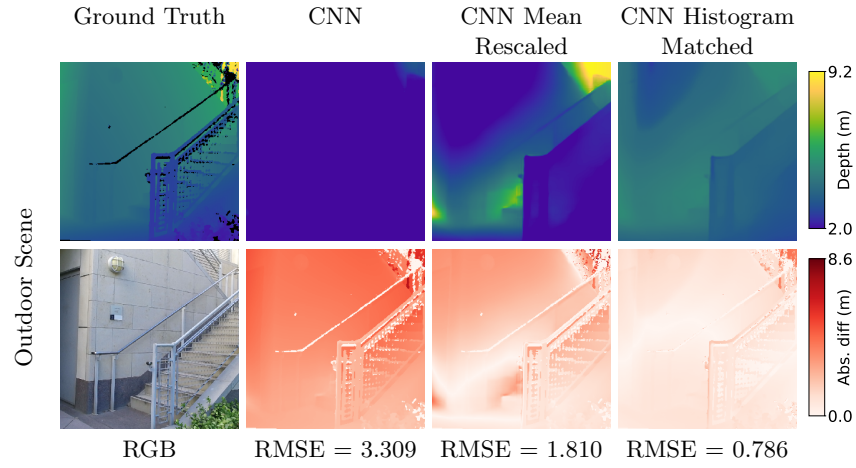 Ground Truth
CNN
CNN Mean
Rescaled
CNN Histogram
Matched
9.2
Depth (m)
2.0
Outdoor Scene
8.6
Abs. diff (m)
0.0
RGB
RMSE = 3.309
RMSE = 1.810
RMSE = 0.786